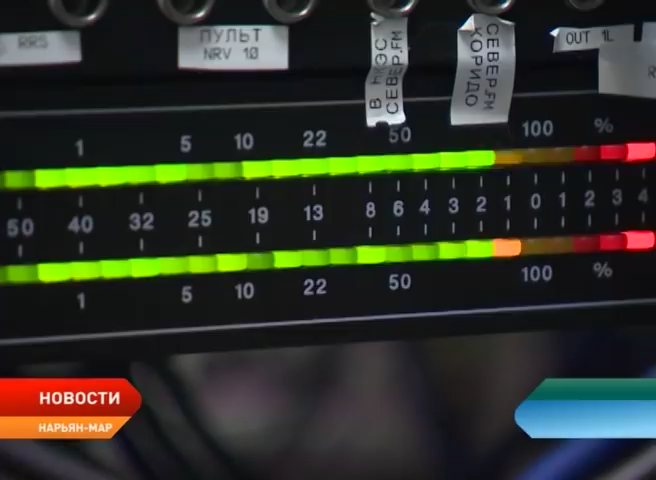 RRS
ПУЛЬТ
NRV 10
В МКЭС
СЕВЕР.FM
СЕВЕР.FM
КОРИДО
OUT 1L
R
1 5 10 22 50 100 %
50 40 32 25 19 13 8 6 4 3 2 1 0 1 2 3 4
1 5 10 22 50 100 %
НОВОСТИ
НАРЬЯН-МАР